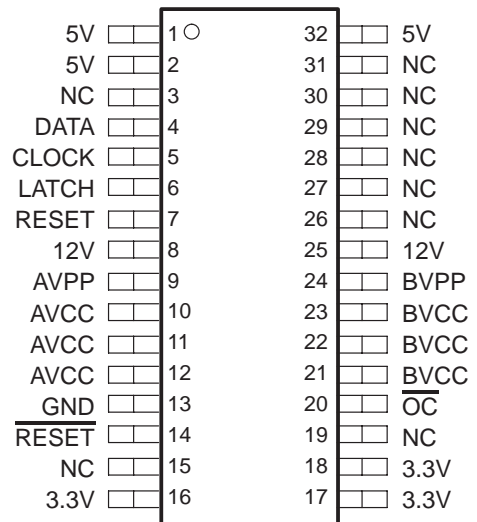 5V 1 32 5V
5V 2 31 NC
NC 3 30 NC
DATA 4 29 NC
CLOCK 5 28 NC
LATCH 6 27 NC
RESET 7 26 NC
12V 8 25 12V
AVPP 9 24 BVPP
AVCC 10 23 BVCC
AVCC 11 22 BVCC
AVCC 12 21 BVCC
GND 13 20 O̅C̅
R̅E̅S̅E̅T̅ 14 19 NC
NC 15 18 3.3V
3.3V 16 17 3.3V